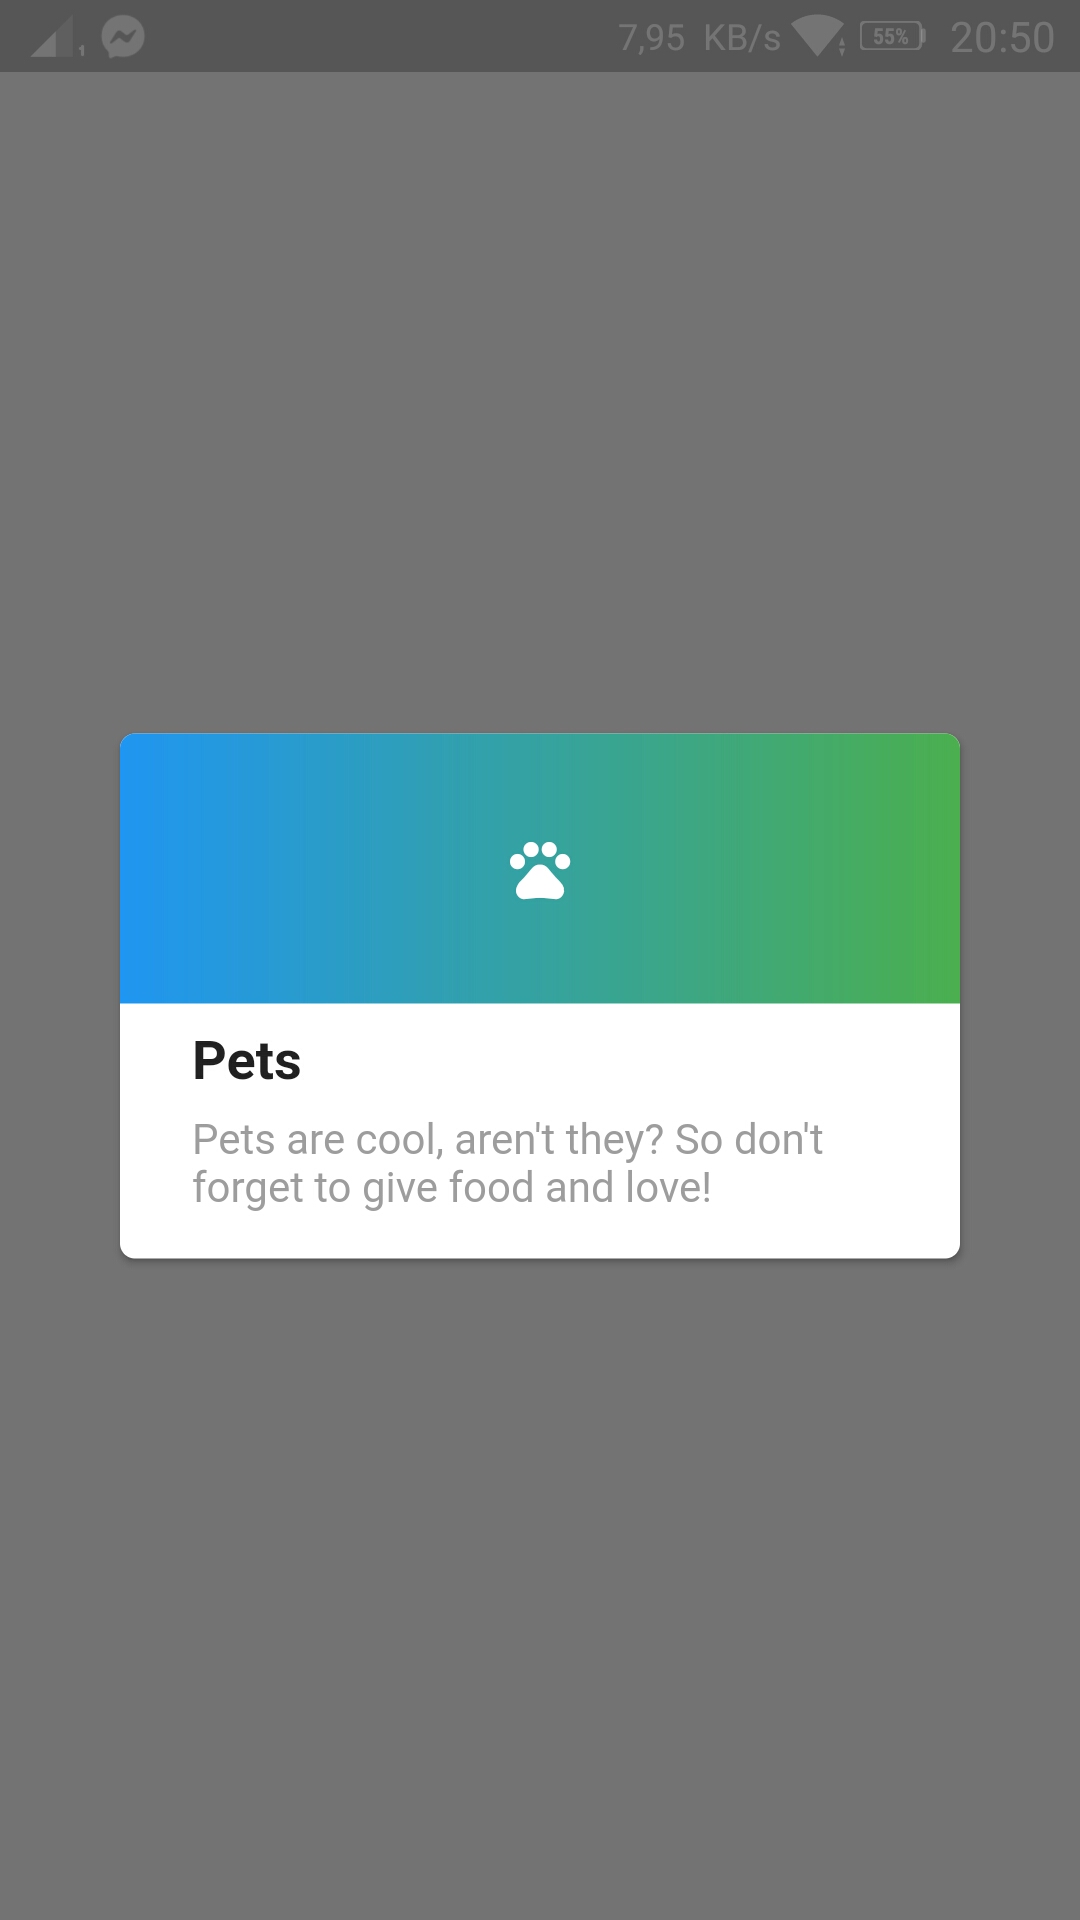 1 7,95 KB/s 55% 20:50
Pets
Pets are cool, aren't they? So don't
forget to give food and love!